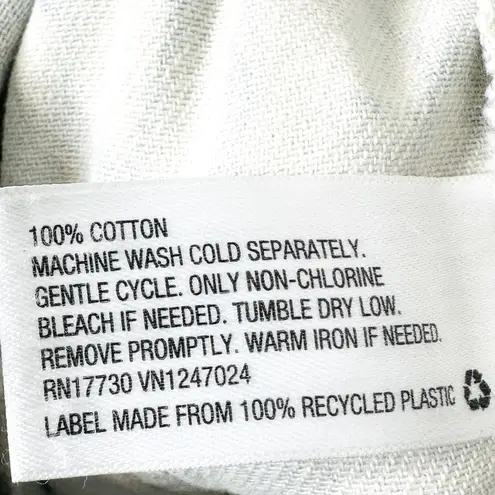 100% COTTON
MACHINE WASH COLD SEPARATELY.
GENTLE CYCLE. ONLY NON-CHLORINE
BLEACH IF NEEDED. TUMBLE DRY LOW.
REMOVE PROMPTLY. WARM IRON IF NEEDED.
RN17730 VN1247024
LABEL MADE FROM 100% RECYCLED PLASTIC